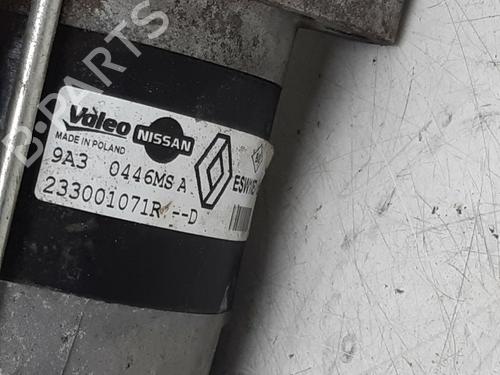 B-PARTS
Valeo NISSAN
MADE IN POLAND
9A3 0446MS A
233001071R --D